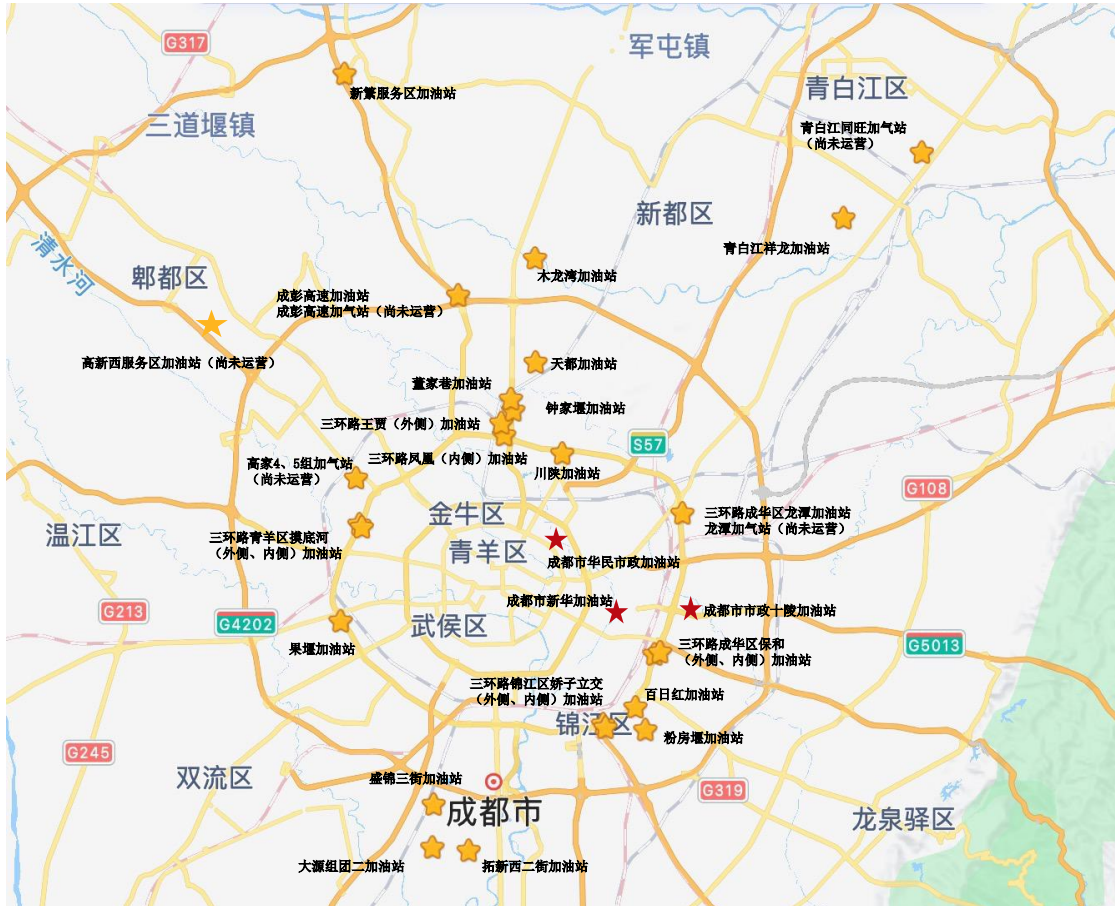 G317
军屯镇
新繁服务区加油站
青白江区
三道堰镇
青白江同旺加气站
（尚未运营）
新都区
青白江祥龙加油站
清水河
郫都区
木龙湾加油站
成彭高速加油站
成彭高速加气站（尚未运营）
高新西服务区加油站（尚未运营）
天都加油站
董家巷加油站
钟家堰加油站
三环路王贾（外侧）加油站
S57
高家4、5组加气站
（尚未运营）
三环路凤凰（内侧）加油站
川陕加油站
G108
金牛区
三环路成华区龙潭加油站
龙潭加气站（尚未运营）
温江区
三环路青羊区摸底河
（外侧、内侧）加油站
青羊区
成都市华民市政加油站
成都市新华加油站
G213
G4202
武侯区
成都市市政十陵加油站
果堰加油站
三环路成华区保和
（外侧、内侧）加油站
G5013
三环路锦江区娇子立交
（外侧、内侧）加油站
百日红加油站
锦江区
粉房堰加油站
G245
双流区
盛锦三街加油站
G319
成都市
龙泉驿区
大源组团二加油站
拓新西二街加油站